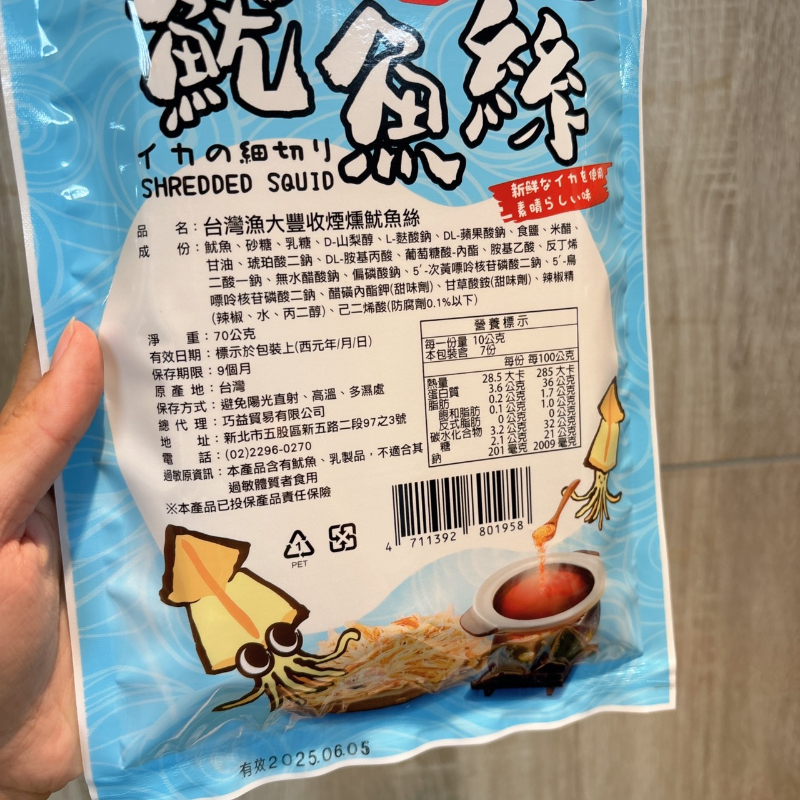 魷魚絲
イカの細切り
SHREDDED SQUID
新鮮なイカを使用
素晴らしい味
品　　名：台灣漁大豐收煙燻魷魚絲
成　　份：魷魚、砂糖、乳糖、D-山梨醇、L-麩酸鈉、DL-蘋果酸鈉、食鹽、米醋、
甘油、琥珀酸二鈉、DL-胺基丙酸、葡萄糖酸-內酯、胺基乙酸、反丁烯
二酸一鈉、無水醋酸鈉、偏磷酸鈉、5´-次黃嘌呤核苷磷酸二鈉、5´-鳥
嘌呤核苷磷酸二鈉、醋磺內酯鉀(甜味劑)、甘草酸銨(甜味劑)、辣椒精
(辣椒、水、丙二醇)、己二烯酸(防腐劑0.1%以下)
淨　　重：70公克
有效日期：標示於包裝上(西元年/月/日)
保存期限：9個月
原 產 地：台灣
保存方式：避免陽光直射、高溫、多濕處
總 代 理：巧益貿易有限公司
地　　址：新北市五股區新五路二段97之3號
電　　話：(02)2296-0270
過敏原資訊：本產品含有魷魚、乳製品，不適合其
過敏體質者食用
※本產品已投保產品責任保險
營養標示
每一份量 10公克
本包裝含 7份
每份 每100公克
熱量 28.5 大卡 285 大卡
蛋白質 3.6 公克 36 公克
脂肪 0.2 公克 1.7 公克
飽和脂肪 0.1 公克 1.0 公克
反式脂肪 0 公克 0 公克
碳水化合物 3.2 公克 32 公克
糖 2.1 公克 21 公克
鈉 201 毫克 2009 毫克
1
PET
4 711392 801958
有效2025.06.05